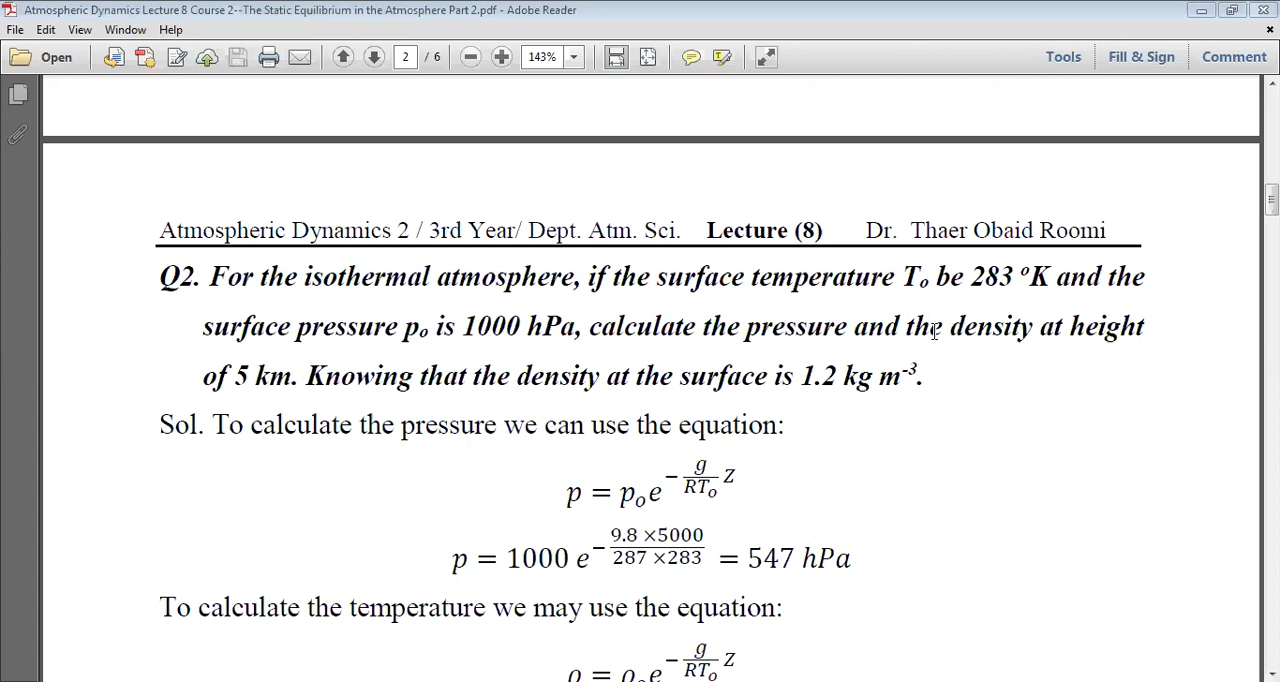 Atmospheric Dynamics Lecture 8 Course 2--The Static Equilibrium in the Atmosphere Part 2.pdf - Adobe Reader
File Edit View Window Help
Open 2 / 6 143% Tools Fill & Sign Comment
Atmospheric Dynamics 2 / 3rd Year/ Dept. Atm. Sci. Lecture (8) Dr. Thaer Obaid Roomi
Q2. For the isothermal atmosphere, if the surface temperature Tₒ be 283 ᵒK and the
surface pressure pₒ is 1000 hPa, calculate the pressure and the density at height
of 5 km. Knowing that the density at the surface is 1.2 kg m⁻³.
Sol. To calculate the pressure we can use the equation:
p = pₒe^(−(g/RTₒ)Z)
p = 1000 e^(−(9.8 ×5000)/(287 ×283)) = 547 hPa
To calculate the temperature we may use the equation:
ρ = ρₒe^(−(g/RTₒ)Z)